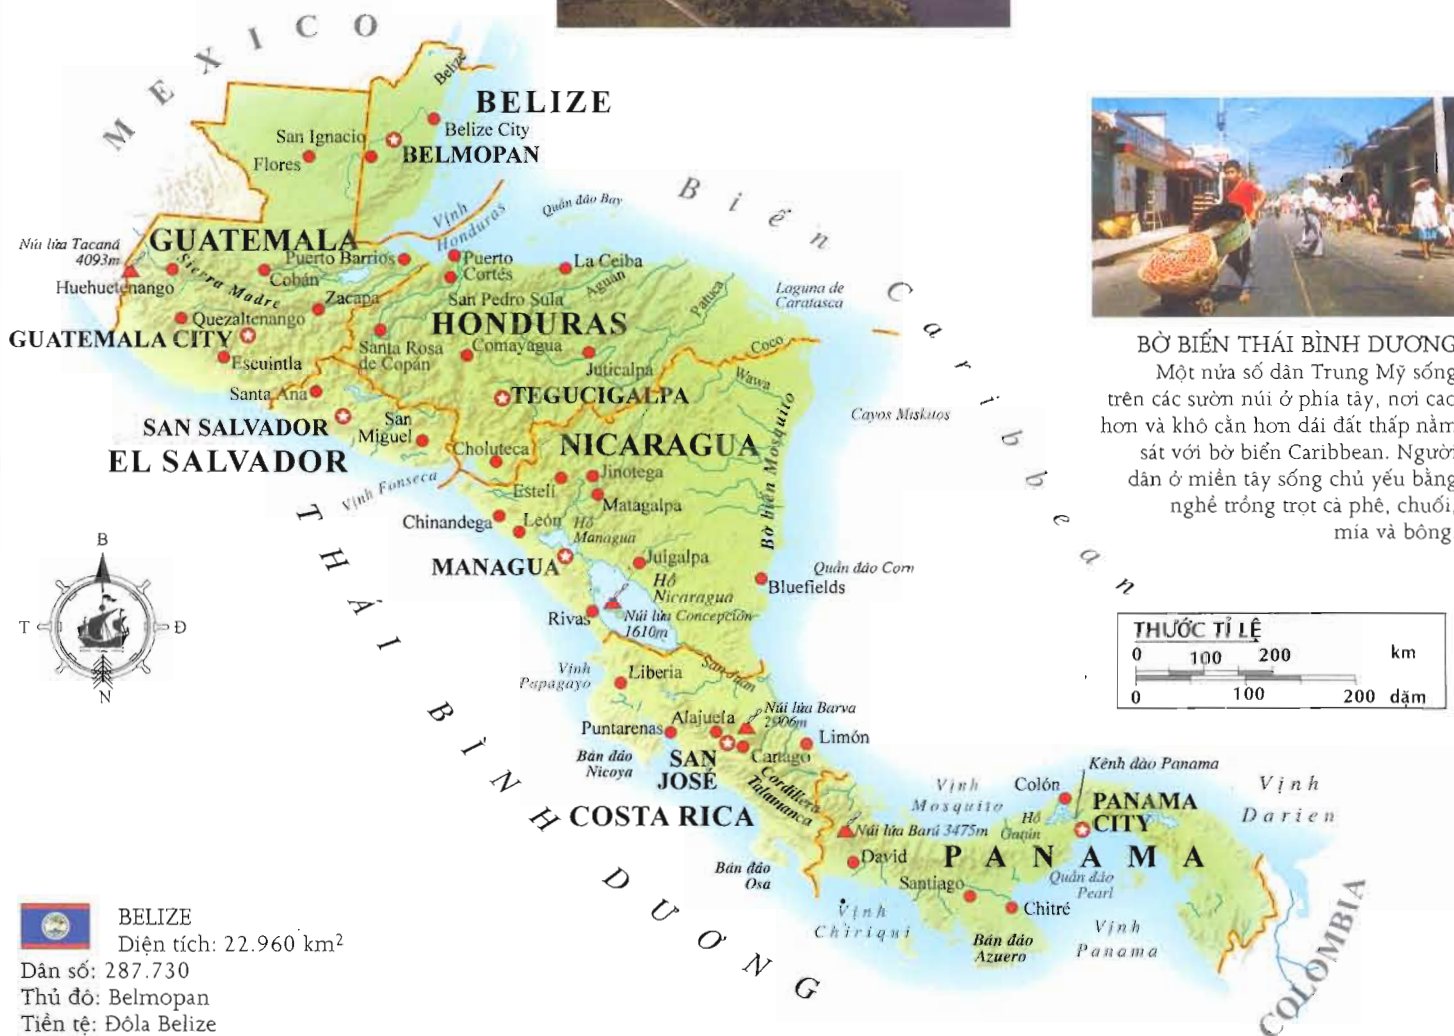 MEXICO
BELIZE
Belize
Belize City
BELMOPAN
San Ignacio
Flores
Vịnh
Honduras
Quần đảo Bay
Biển Caribbean
Núi lửa Tacaná
4093m
GUATEMALA
Puerto Barrios
Puerto
Cortés
La Ceiba
Aguán
Patuca
Laguna de
Caratasca
Huehuetenango
Sierra Madre
Cobán
Zacapa
San Pedro Sula
Quezaltenango
GUATEMALA CITY
HONDURAS
Santa Rosa
de Copán
Comayagua
Juticalpa
Coco
Wawa
Escuintla
Santa Ana
TEGUCIGALPA
Cayos Miskitos
SAN SALVADOR
EL SALVADOR
San
Miguel
Choluteca
NICARAGUA
Bờ biển Mosquito
Vịnh Fonseca
Estelí
Jinotega
Matagalpa
Chinandega
León
Hồ
Managua
MANAGUA
Juigalpa
Hồ
Nicaragua
Bluefields
Quần đảo Corn
Rivas
Núi lửa Concepción
1610m
THÁI BÌNH DƯƠNG
Vịnh
Papagayo
Liberia
San Juan
Puntarenas
Alajuela
Núi lửa Barva
2906m
Limón
Cartago
Bán đảo
Nicoya
SAN
JOSÉ
Cordillera
Talamanca
COSTA RICA
Vịnh
Mosquito
Colón
Kênh đào Panama
Vịnh
Darien
PANAMA
CITY
Hồ
Gatún
Núi lửa Barú 3475m
PANAMA
Bán đảo
Osa
David
Santiago
Quần đảo
Pearl
Chitré
Vịnh
Chiriqui
Bán đảo
Azuero
Vịnh
Panama
COLOMBIA
B
T
Đ
N
BỜ BIỂN THÁI BÌNH DƯƠNG
Một nửa số dân Trung Mỹ sống
trên các sườn núi ở phía tây, nơi cao
hơn và khô cằn hơn dải đất thấp nằm
sát với bờ biển Caribbean. Người
dân ở miền tây sống chủ yếu bằng
nghề trồng trọt cà phê, chuối,
mía và bông
THƯỚC TỈ LỆ
0 100 200 km
0 100 200 dặm
BELIZE
Diện tích: 22.960 km²
Dân số: 287.730
Thủ đô: Belmopan
Tiền tệ: Đôla Belize